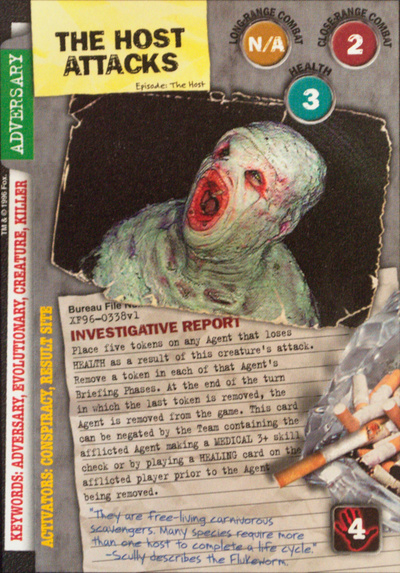 THE HOST
ATTACKS
Episode: The Host
LONG-RANGE COMBAT
N/A
CLOSE-RANGE COMBAT
2
HEALTH
3
ADVERSARY
TM & © 1996 Fox.
KEYWORDS: ADVERSARY, EVOLUTIONARY, CREATURE, KILLER
ACTIVATORS: CONSPIRACY, RESULT SITE
Bureau File
XF96-0338v1
INVESTIGATIVE REPORT
Place five tokens on any Agent that loses
HEALTH as a result of this creature's attack.
Remove a token in each of that Agent's
Briefing Phases. At the end of the turn
in which the last token is removed, the
Agent is removed from the game. This card
can be negated by the Team containing the
afflicted Agent making a MEDICAL 3+ skill
check or by playing a HEALING card on the
afflicted player prior to the Agent
being removed.
"They are free-living carnivorous
scavengers. Many species require more
than one host to complete a life cycle."
-Scully describes the Flukeworm.
4